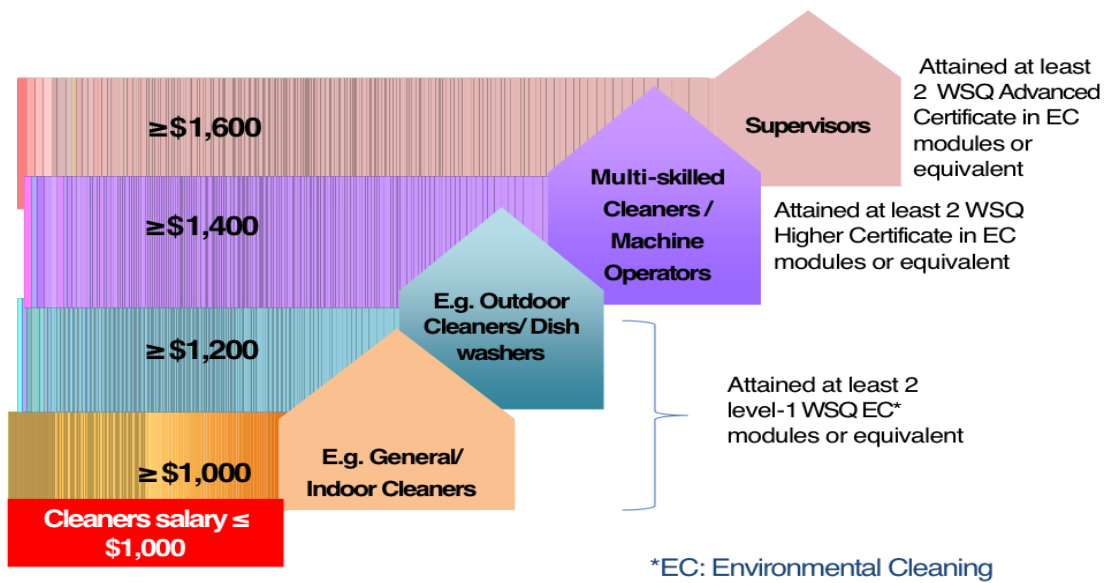 ≥$1,600
Supervisors
Attained at least
2 WSQ Advanced
Certificate in EC
modules or
equivalent
≥$1,400
Multi-skilled
Cleaners /
Machine
Operators
Attained at least 2 WSQ
Higher Certificate in EC
modules or equivalent
≥$1,200
E.g. Outdoor
Cleaners/ Dish
washers
≥$1,000
E.g. General/
Indoor Cleaners
Attained at least 2
level-1 WSQ EC*
modules or equivalent
Cleaners salary ≤
$1,000
*EC: Environmental Cleaning